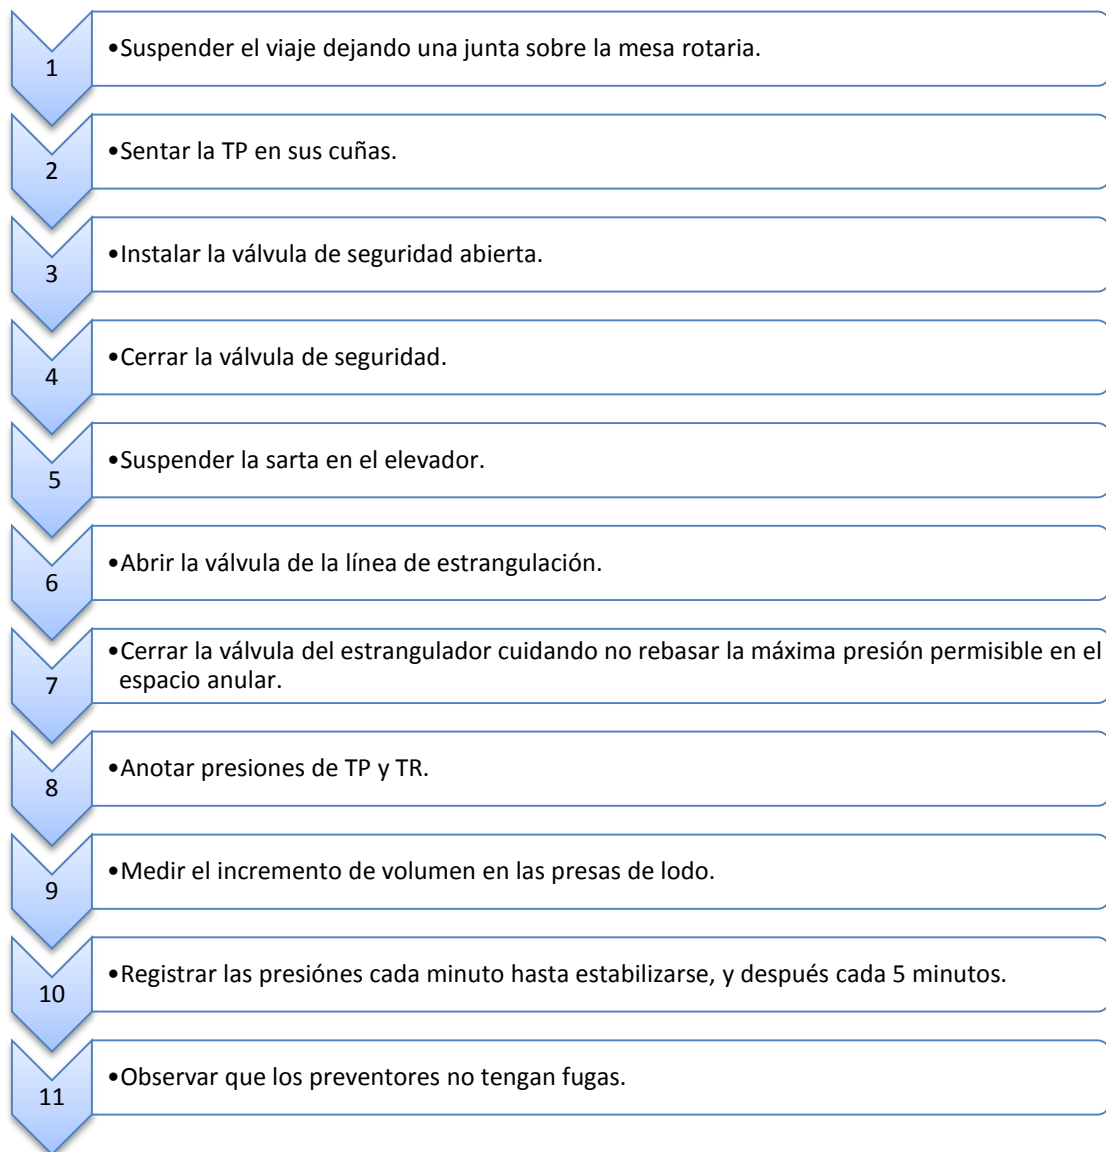 1
•Suspender el viaje dejando una junta sobre la mesa rotaria.
2
•Sentar la TP en sus cuñas.
3
•Instalar la válvula de seguridad abierta.
4
•Cerrar la válvula de seguridad.
5
•Suspender la sarta en el elevador.
6
•Abrir la válvula de la línea de estrangulación.
7
•Cerrar la válvula del estrangulador cuidando no rebasar la máxima presión permisible en el
espacio anular.
8
•Anotar presiones de TP y TR.
9
•Medir el incremento de volumen en las presas de lodo.
10
•Registrar las presiónes cada minuto hasta estabilizarse, y después cada 5 minutos.
11
•Observar que los preventores no tengan fugas.